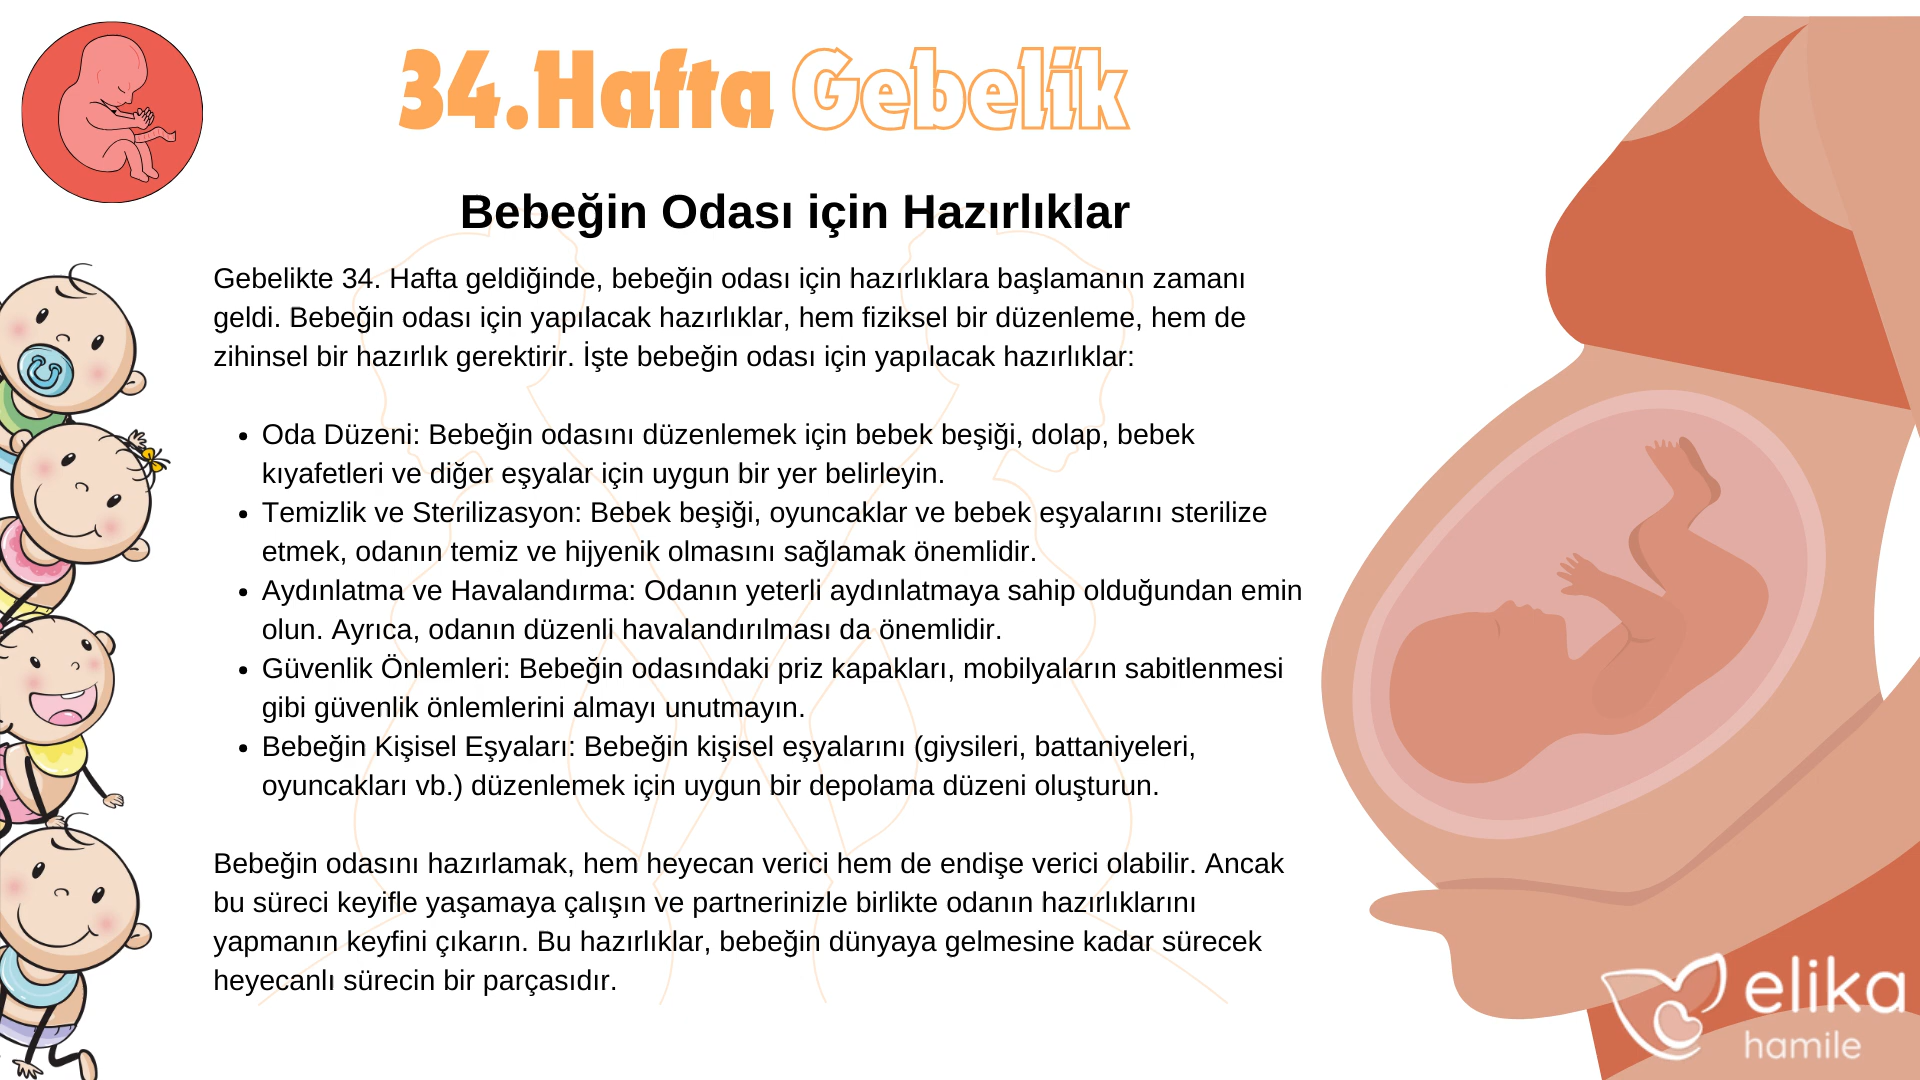 34.Hafta Gebelik
Bebeğin Odası için Hazırlıklar
Gebelikte 34. Hafta geldiğinde, bebeğin odası için hazırlıklara başlamanın zamanı
geldi. Bebeğin odası için yapılacak hazırlıklar, hem fiziksel bir düzenleme, hem de
zihinsel bir hazırlık gerektirir. İşte bebeğin odası için yapılacak hazırlıklar:
• Oda Düzeni: Bebeğin odasını düzenlemek için bebek beşiği, dolap, bebek
kıyafetleri ve diğer eşyalar için uygun bir yer belirleyin.
• Temizlik ve Sterilizasyon: Bebek beşiği, oyuncaklar ve bebek eşyalarını sterilize
etmek, odanın temiz ve hijyenik olmasını sağlamak önemlidir.
• Aydınlatma ve Havalandırma: Odanın yeterli aydınlatmaya sahip olduğundan emin
olun. Ayrıca, odanın düzenli havalandırılması da önemlidir.
• Güvenlik Önlemleri: Bebeğin odasındaki priz kapakları, mobilyaların sabitlenmesi
gibi güvenlik önlemlerini almayı unutmayın.
• Bebeğin Kişisel Eşyaları: Bebeğin kişisel eşyalarını (giysileri, battaniyeleri,
oyuncakları vb.) düzenlemek için uygun bir depolama düzeni oluşturun.
Bebeğin odasını hazırlamak, hem heyecan verici hem de endişe verici olabilir. Ancak
bu süreci keyifle yaşamaya çalışın ve partnerinizle birlikte odanın hazırlıklarını
yapmanın keyfini çıkarın. Bu hazırlıklar, bebeğin dünyaya gelmesine kadar sürecek
heyecanlı sürecin bir parçasıdır.
elika
hamile